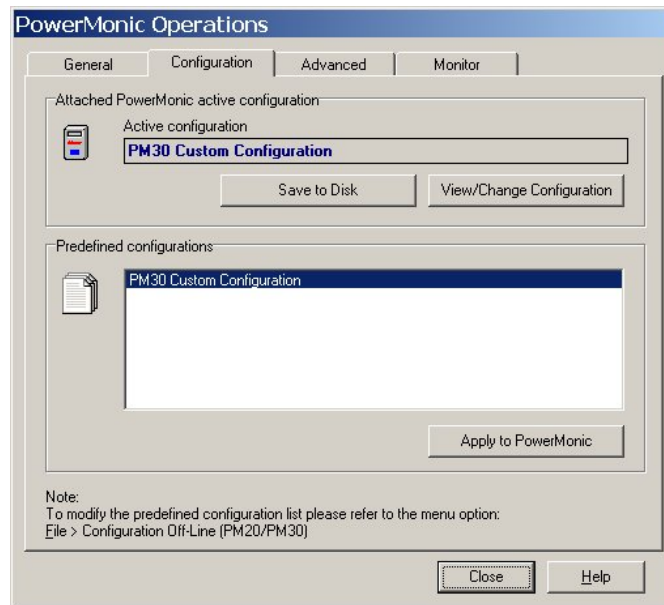 PowerMonic Operations
General Configuration Advanced Monitor
Attached PowerMonic active configuration
Active configuration
PM30 Custom Configuration
Save to Disk View/Change Configuration
Predefined configurations
PM30 Custom Configuration
Apply to PowerMonic
Note:
To modify the predefined configuration list please refer to the menu option:
File > Configuration Off-Line (PM20/PM30)
Close Help